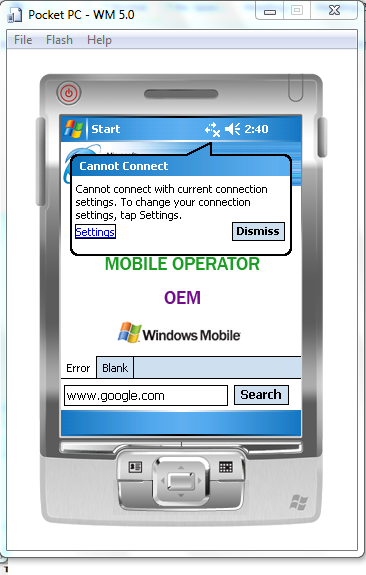 Pocket PC - WM 5.0
File Flash Help
Start 2:40
Cannot Connect
Cannot connect with current connection
settings. To change your connection
settings, tap Settings.
Settings Dismiss
MOBILE OPERATOR
OEM
Windows Mobile
Error Blank
www.google.com Search